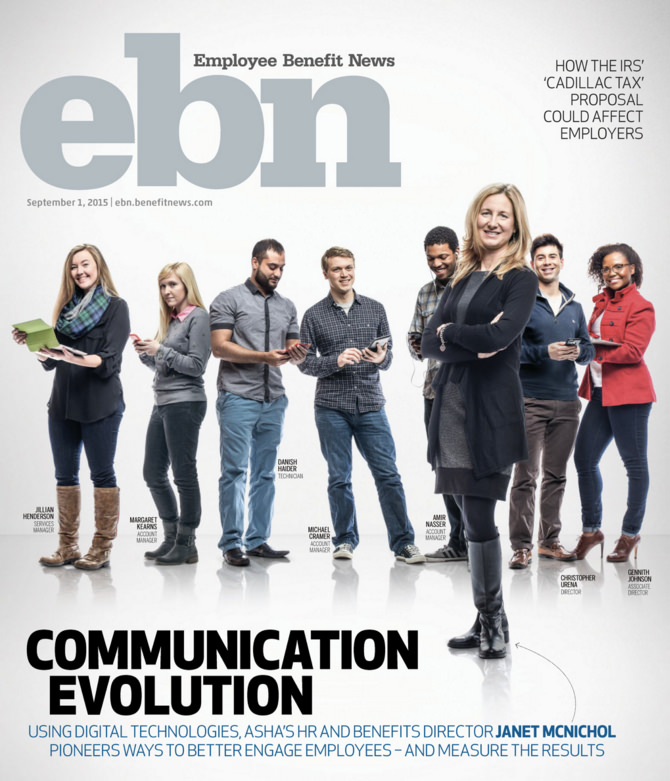 Employee Benefit News
ebn
September 1, 2015 | ebn.benefitnews.com
HOW THE IRS'
'CADILLAC TAX'
PROPOSAL
COULD AFFECT
EMPLOYERS
JILLIAN
HENDERSON
SERVICES
MANAGER
MARGARET
KEARNS
ACCOUNT
MANAGER
DANISH
HAIDER
TECHNICIAN
MICHAEL
CRAMER
ACCOUNT
MANAGER
AMIR
NASSER
ACCOUNT
MANAGER
CHRISTOPHER
URENA
DIRECTOR
GENNITH
JOHNSON
ASSOCIATE
DIRECTOR
COMMUNICATION
EVOLUTION
USING DIGITAL TECHNOLOGIES, ASHA'S HR AND BENEFITS DIRECTOR JANET MCNICHOL
PIONEERS WAYS TO BETTER ENGAGE EMPLOYEES – AND MEASURE THE RESULTS